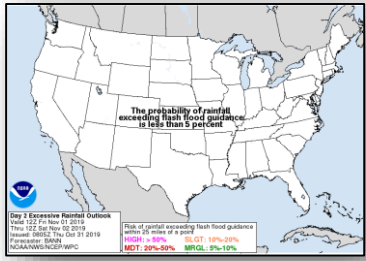 The probability of rainfall
exceeding flash flood guidance
is less than 5 percent
NOAA
Day 2 Excessive Rainfall Outlook
Valid 12Z Fri Nov 01 2019
Thru 12Z Sat Nov 02 2019
Issued: 0805Z Thu Oct 31 2019
Forecaster: BANN
NOAA/NWS/NCEP/WPC
Risk of rainfall exceeding flash flood guidance
within 25 miles of a point
HIGH: > 50% SLGT: 10%-20%
MDT: 20%-50% MRGL: 5%-10%